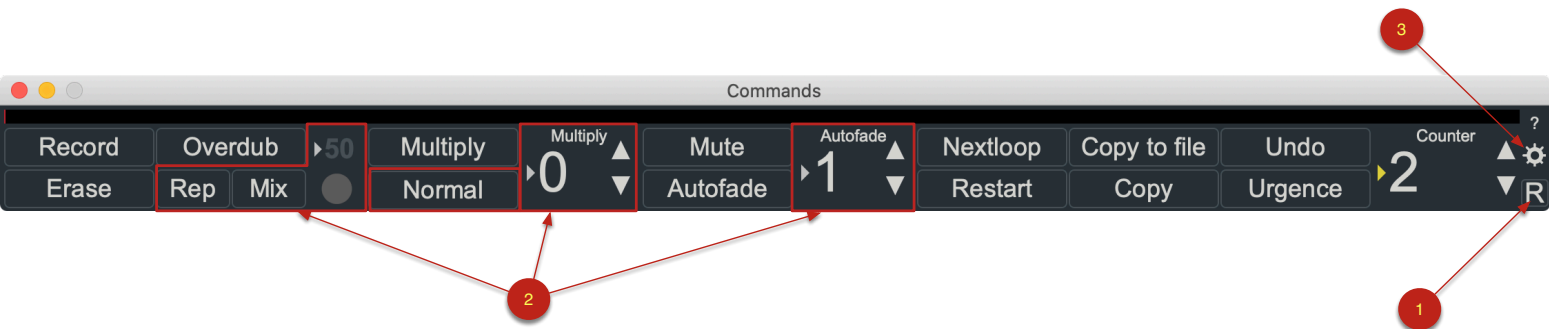 3
Commands
?
Record Overdub 50 Multiply Multiply 0 Mute Autofade 1 Nextloop Copy to file Undo Counter 2
Erase Rep Mix Normal Autofade Restart Copy Urgence R
2
1